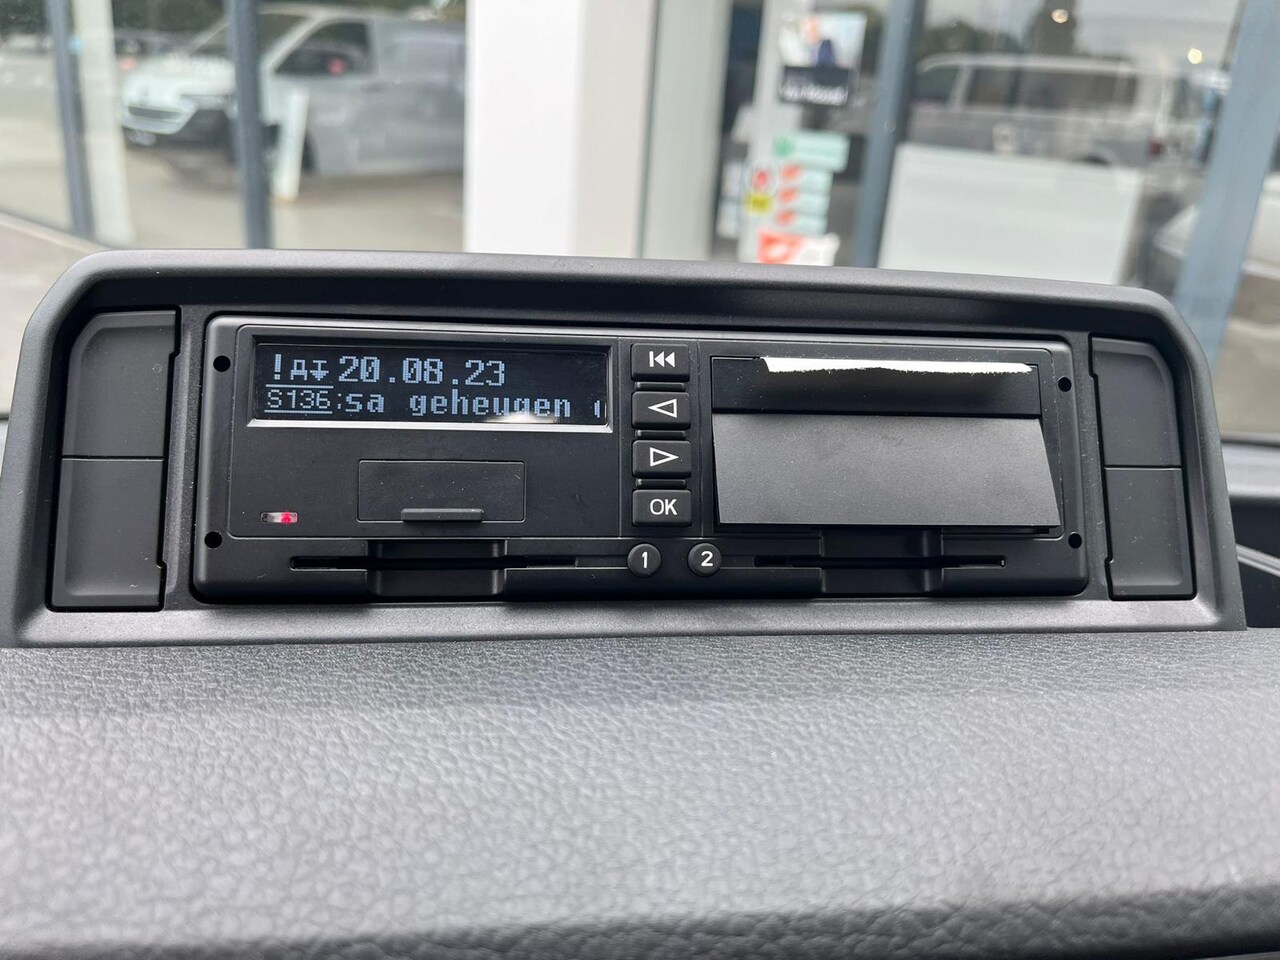 !A 20.08.23
S136:sa geheugen
OK
1 2